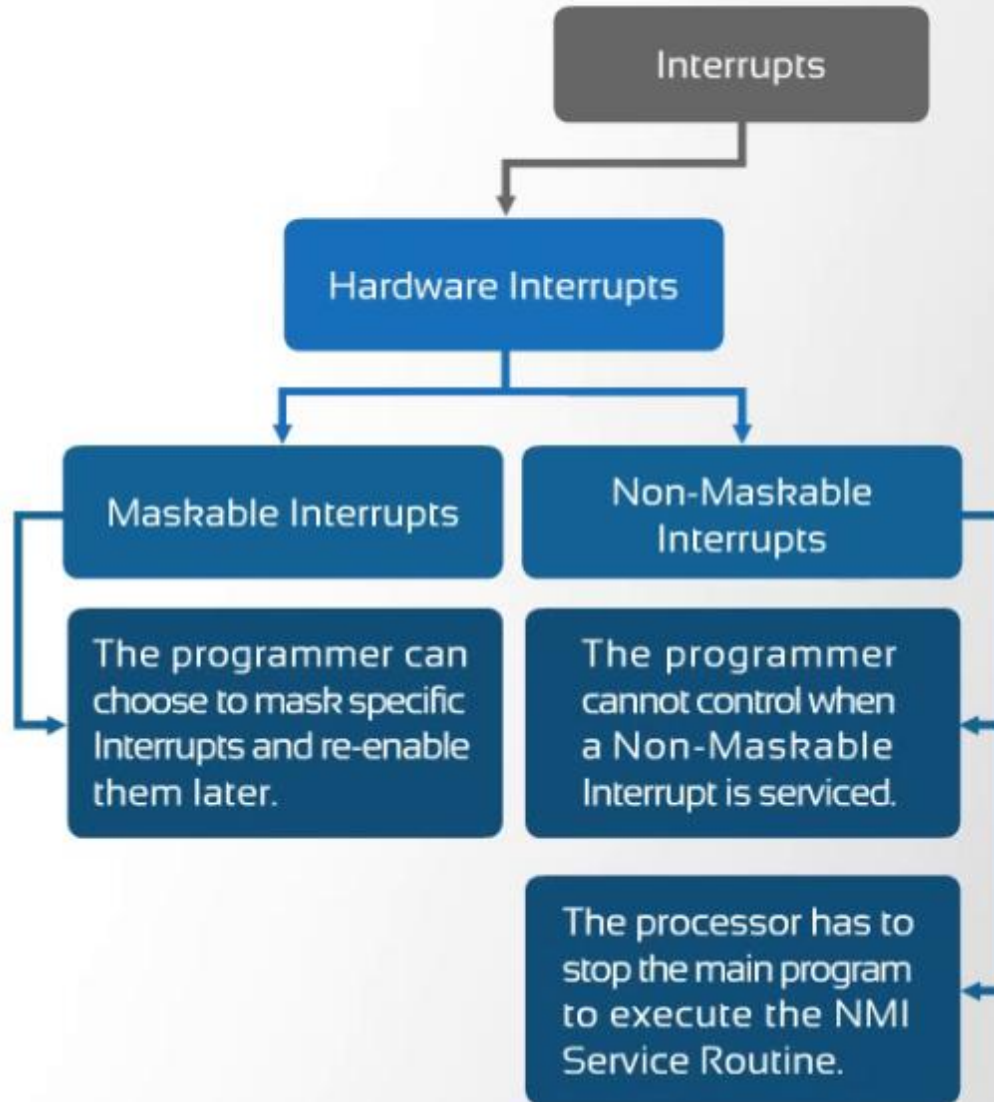 Interrupts
Hardware Interrupts
Maskable Interrupts
Non-Maskable
Interrupts
The programmer can
choose to mask specific
Interrupts and re-enable
them later.
The programmer
cannot control when
a Non-Maskable
Interrupt is serviced.
The processor has to
stop the main program
to execute the NMI
Service Routine.